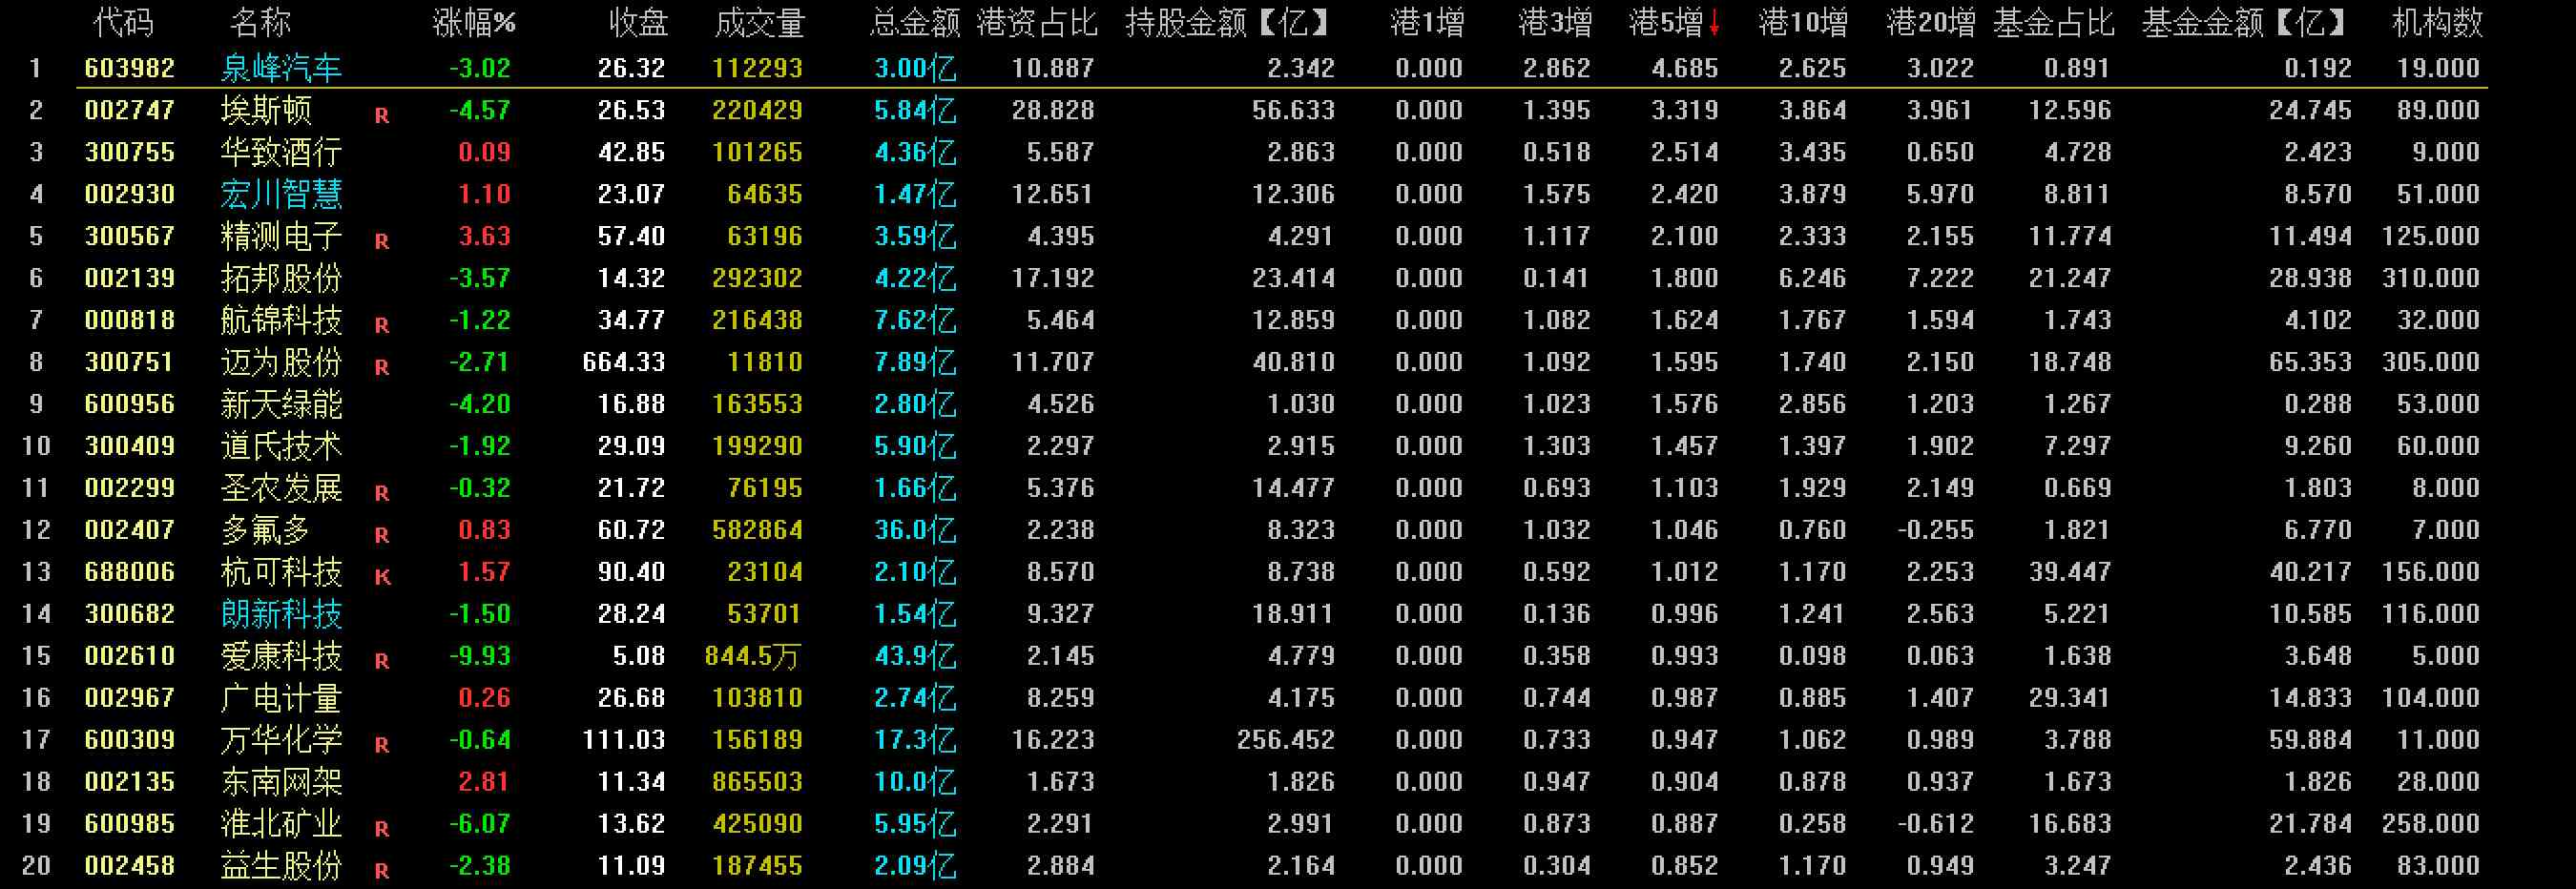 代码 名称 涨幅% 收盘 成交量 总金额 港资占比 持股金额【亿】 港1增 港3增 港5增↓ 港10增 港20增 基金占比 基金金额【亿】 机构数
1 603982 泉峰汽车 -3.02 26.32 112293 3.00亿 10.887 2.342 0.000 2.862 4.685 2.625 3.022 0.891 0.192 19.000
2 002747 埃斯顿 R -4.57 26.53 220429 5.84亿 28.828 56.633 0.000 1.395 3.319 3.864 3.961 12.596 24.745 89.000
3 300755 华致酒行 0.09 42.85 101265 4.36亿 5.587 2.863 0.000 0.518 2.514 3.435 0.650 4.728 2.423 9.000
4 002930 宏川智慧 1.10 23.07 64635 1.47亿 12.651 12.306 0.000 1.575 2.420 3.879 5.970 8.811 8.570 51.000
5 300567 精测电子 R 3.63 57.40 63196 3.59亿 4.395 4.291 0.000 1.117 2.100 2.333 2.155 11.774 11.494 125.000
6 002139 拓邦股份 -3.57 14.32 292302 4.22亿 17.192 23.414 0.000 0.141 1.800 6.246 7.222 21.247 28.938 310.000
7 000818 航锦科技 R -1.22 34.77 216438 7.62亿 5.464 12.859 0.000 1.082 1.624 1.767 1.594 1.743 4.102 32.000
8 300751 迈为股份 R -2.71 664.33 11810 7.89亿 11.707 40.810 0.000 1.092 1.595 1.740 2.150 18.748 65.353 305.000
9 600956 新天绿能 -4.20 16.88 163553 2.80亿 4.526 1.030 0.000 1.023 1.576 2.856 1.203 1.267 0.288 53.000
10 300409 道氏技术 -1.92 29.09 199290 5.90亿 2.297 2.915 0.000 1.303 1.457 1.397 1.902 7.297 9.260 60.000
11 002299 圣农发展 R -0.32 21.72 76195 1.66亿 5.376 14.477 0.000 0.693 1.103 1.929 2.149 0.669 1.803 8.000
12 002407 多氟多 R 0.83 60.72 582864 36.0亿 2.238 8.323 0.000 1.032 1.046 0.760 -0.255 1.821 6.770 7.000
13 688006 杭可科技 K 1.57 90.40 23104 2.10亿 8.570 8.738 0.000 0.592 1.012 1.170 2.253 39.447 40.217 156.000
14 300682 朗新科技 -1.50 28.24 53701 1.54亿 9.327 18.911 0.000 0.136 0.996 1.241 2.563 5.221 10.585 116.000
15 002610 爱康科技 R -9.93 5.08 844.5万 43.9亿 2.145 4.779 0.000 0.358 0.993 0.098 0.063 1.638 3.648 5.000
16 002967 广电计量 0.26 26.68 103810 2.74亿 8.259 4.175 0.000 0.744 0.987 0.885 1.407 29.341 14.833 104.000
17 600309 万华化学 R -0.64 111.03 156189 17.3亿 16.223 256.452 0.000 0.733 0.947 1.062 0.989 3.788 59.884 11.000
18 002135 东南网架 2.81 11.34 865503 10.0亿 1.673 1.826 0.000 0.947 0.904 0.878 0.937 1.673 1.826 28.000
19 600985 淮北矿业 R -6.07 13.62 425090 5.95亿 2.291 2.991 0.000 0.873 0.887 0.258 -0.612 16.683 21.784 258.000
20 002458 益生股份 R -2.38 11.09 187455 2.09亿 2.884 2.164 0.000 0.304 0.852 1.170 0.949 3.247 2.436 83.000